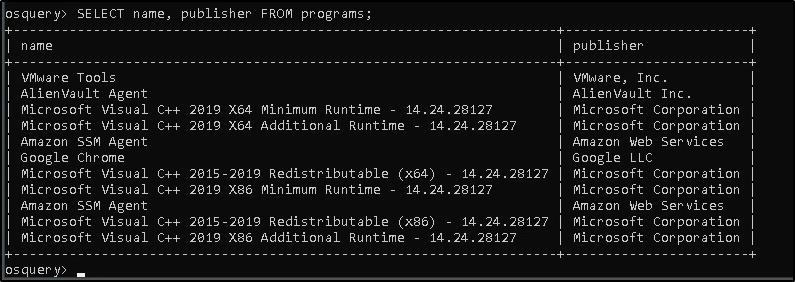 osquery> SELECT name, publisher FROM programs;
+---------------------------------------------------------------+----------------------+
| name | publisher |
+---------------------------------------------------------------+----------------------+
| VMware Tools | VMware, Inc. |
| AlienVault Agent | AlienVault Inc. |
| Microsoft Visual C++ 2019 X64 Minimum Runtime - 14.24.28127 | Microsoft Corporation |
| Microsoft Visual C++ 2019 X64 Additional Runtime - 14.24.28127 | Microsoft Corporation |
| Amazon SSM Agent | Amazon Web Services |
| Google Chrome | Google LLC |
| Microsoft Visual C++ 2015-2019 Redistributable (x64) - 14.24.28127 | Microsoft Corporation |
| Microsoft Visual C++ 2019 X86 Minimum Runtime - 14.24.28127 | Microsoft Corporation |
| Amazon SSM Agent | Amazon Web Services |
| Microsoft Visual C++ 2015-2019 Redistributable (x86) - 14.24.28127 | Microsoft Corporation |
| Microsoft Visual C++ 2019 X86 Additional Runtime - 14.24.28127 | Microsoft Corporation |
+---------------------------------------------------------------+----------------------+
osquery> _